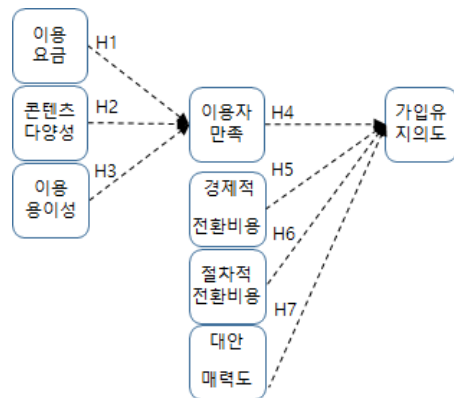 이용
요금
H1
콘텐츠
다양성
H2
이용
용이성
H3
이용자
만족
H4
가입유
지의도
경제적
전환비용
H5
절차적
전환비용
H6
대안
매력도
H7